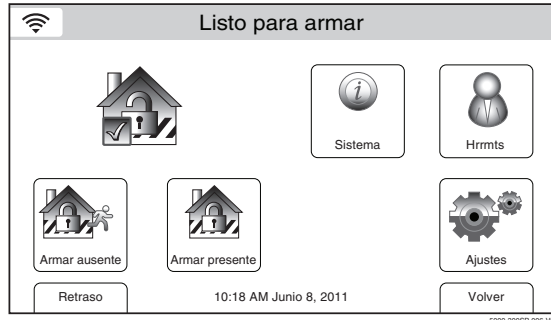 Listo para armar
Sistema
Hrrmts
Armar ausente
Armar presente
Ajustes
Retraso
10:18 AM Junio 8, 2011
Volver